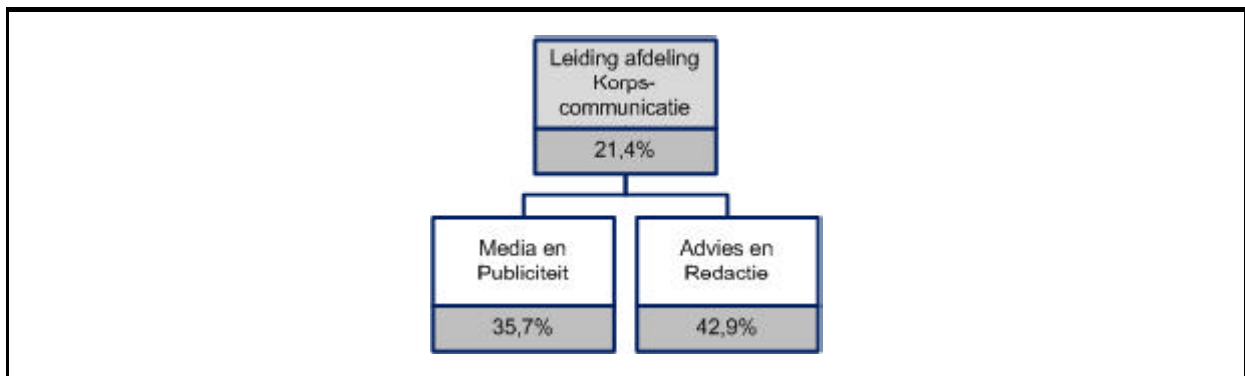 Leiding afdeling
Korps-
communicatie
21,4%
Media en
Publiciteit
35,7%
Advies en
Redactie
42,9%